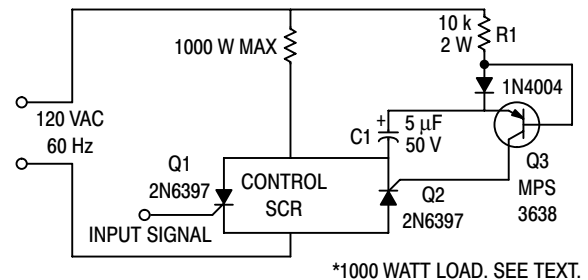 10 k
2 W
R1
1000 W MAX
1N4004
120 VAC
60 Hz
+
5 µF
50 V
C1
Q1
2N6397
CONTROL
SCR
Q2
2N6397
Q3
MPS
3638
INPUT SIGNAL
*1000 WATT LOAD. SEE TEXT.